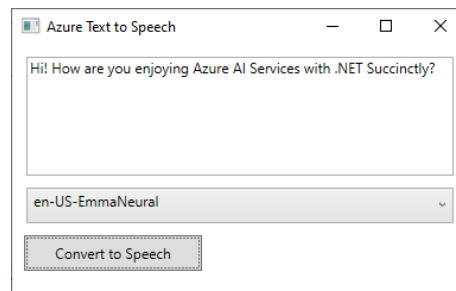 Azure Text to Speech
Hi! How are you enjoying Azure AI Services with .NET Succinctly?
en-US-EmmaNeural
Convert to Speech